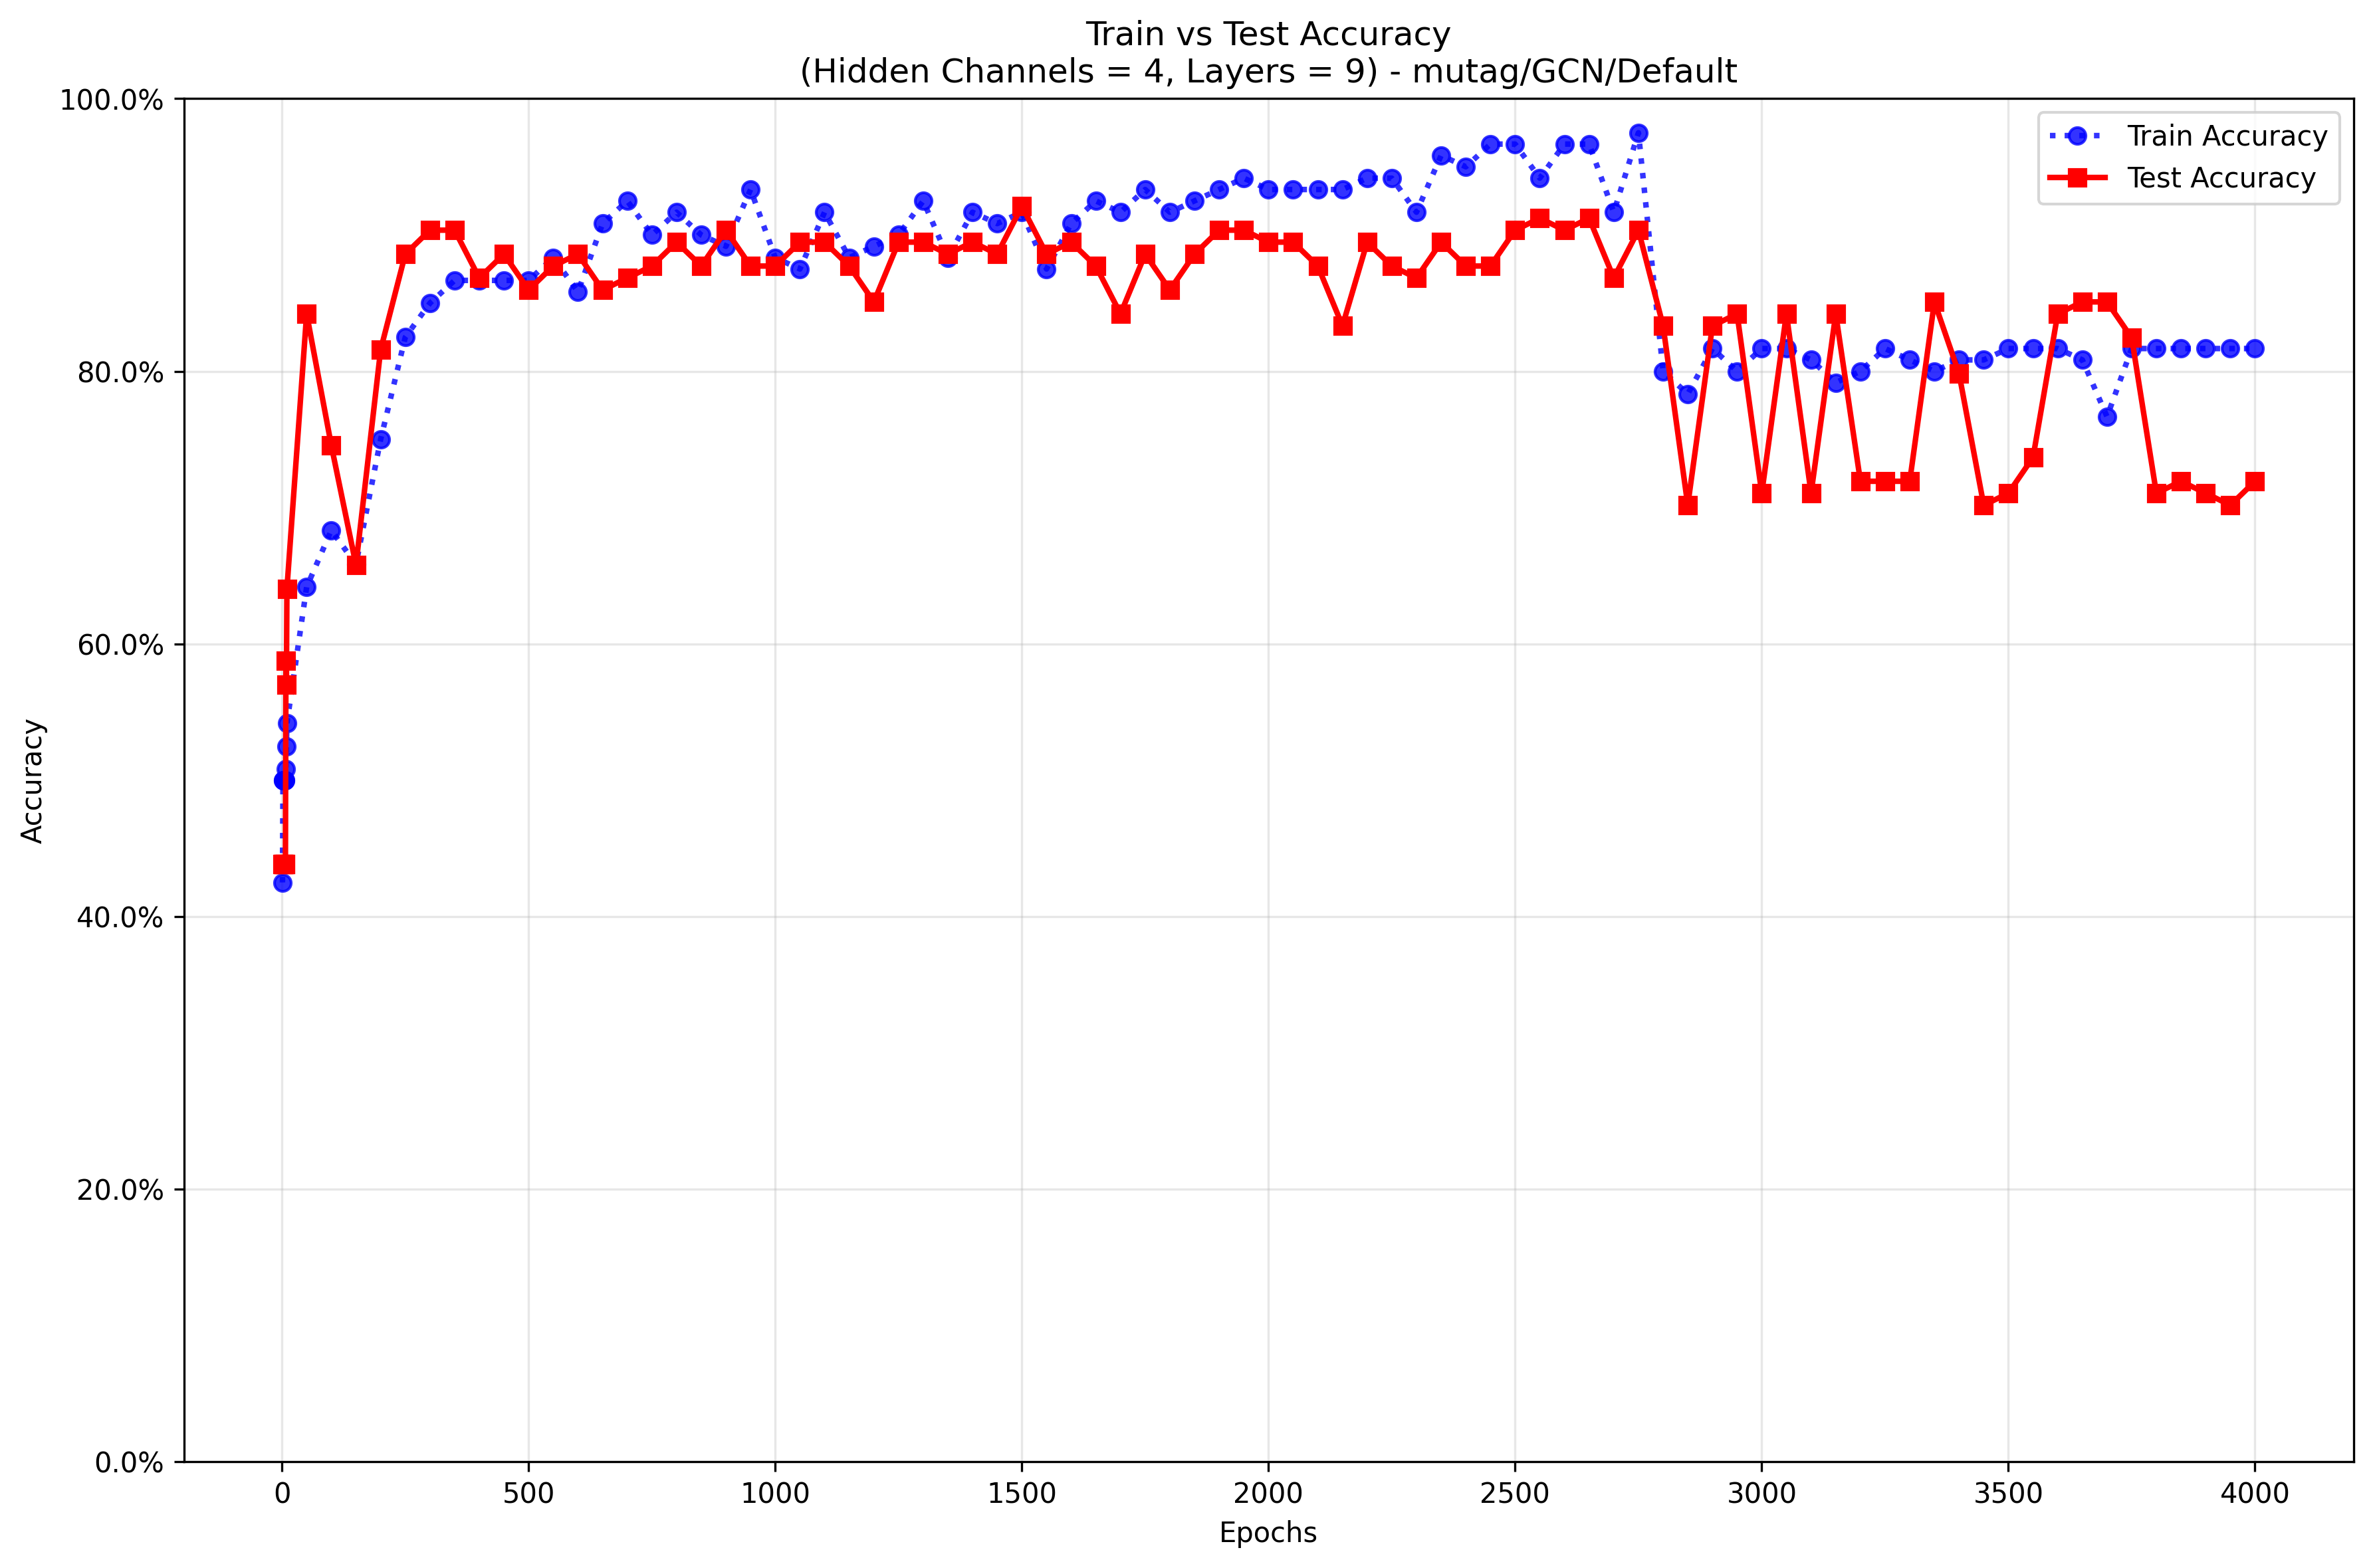 Train vs Test Accuracy
(Hidden Channels = 4, Layers = 9) - mutag/GCN/Default
Train Accuracy
Test Accuracy
100.0%
80.0%
60.0%
40.0%
20.0%
0.0%
Accuracy
0 500 1000 1500 2000 2500 3000 3500 4000
Epochs